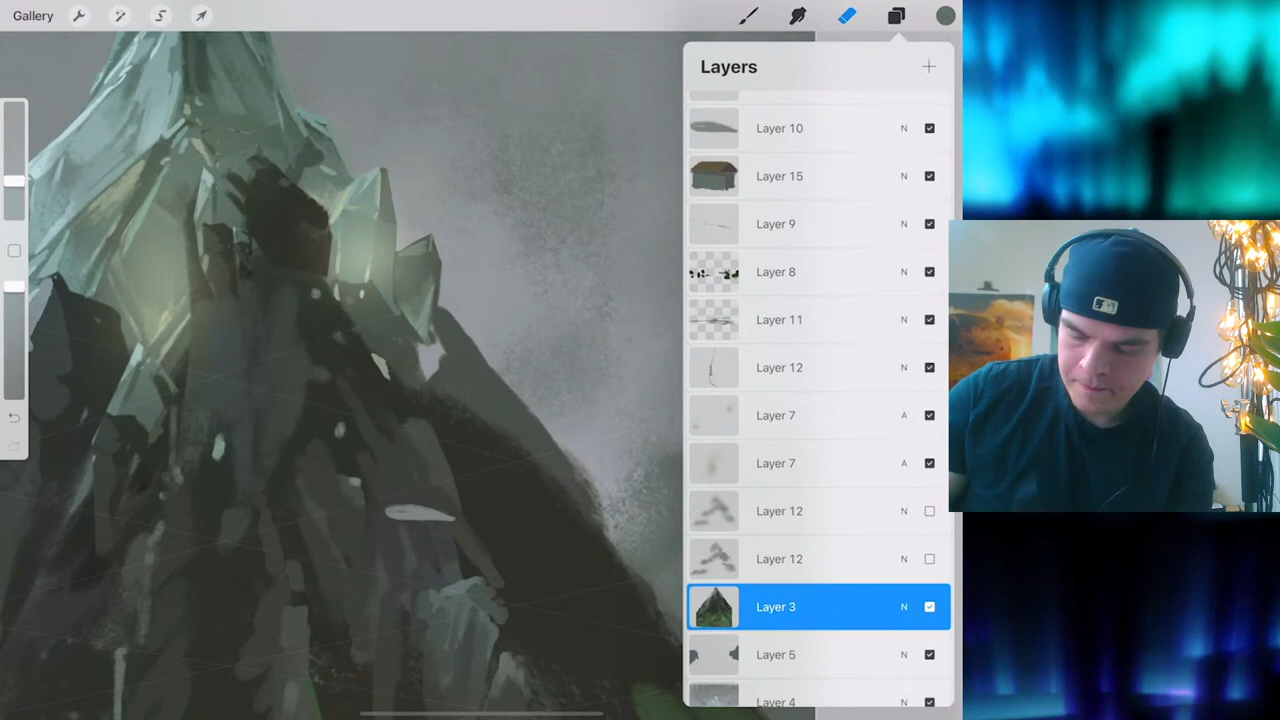 Gallery
Layers
Layer 10 N
Layer 15 N
Layer 9 N
Layer 8 N
Layer 11 N
Layer 12 N
Layer 7 A
Layer 7 A
Layer 12 N
Layer 12 N
Layer 3 N
Layer 5 N
Layer 4 N